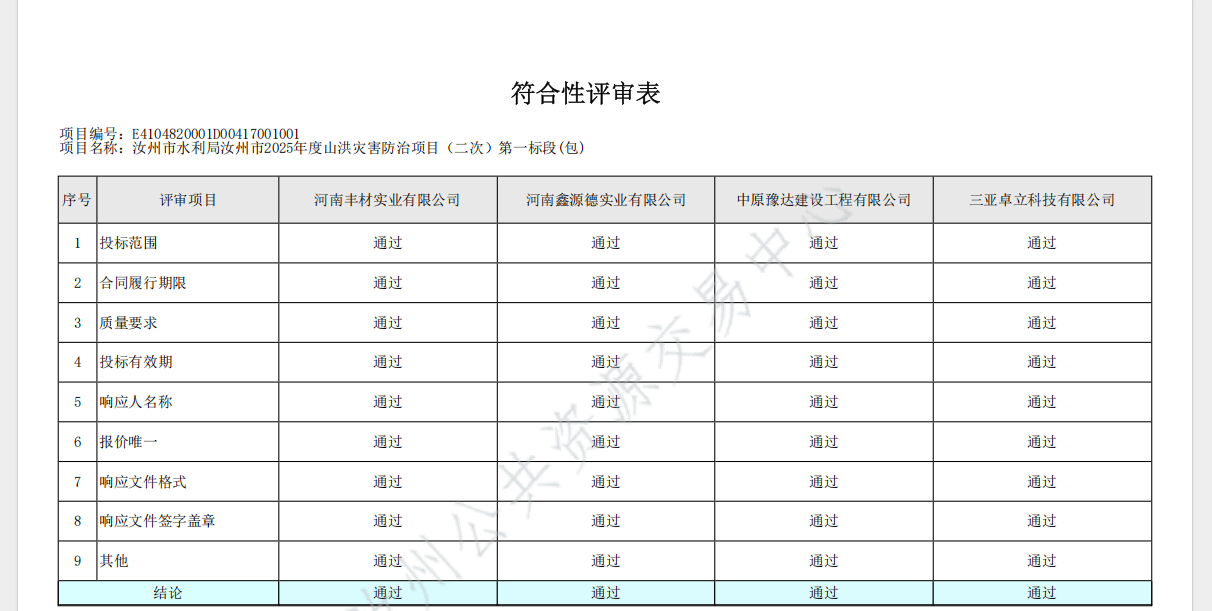 符合性评审表
项目编号：E4104820001D00417001001
项目名称：汝州市水利局汝州市2025年度山洪灾害防治项目（二次）第一标段(包)
序号 评审项目 河南丰材实业有限公司 河南鑫源德实业有限公司 中原豫达建设工程有限公司 三亚卓立科技有限公司
1 投标范围 通过 通过 通过 通过
2 合同履行期限 通过 通过 通过 通过
3 质量要求 通过 通过 通过 通过
4 投标有效期 通过 通过 通过 通过
5 响应人名称 通过 通过 通过 通过
6 报价唯一 通过 通过 通过 通过
7 响应文件格式 通过 通过 通过 通过
8 响应文件签字盖章 通过 通过 通过 通过
9 其他 通过 通过 通过 通过
结论 通过 通过 通过 通过
汝州公共资源交易中心